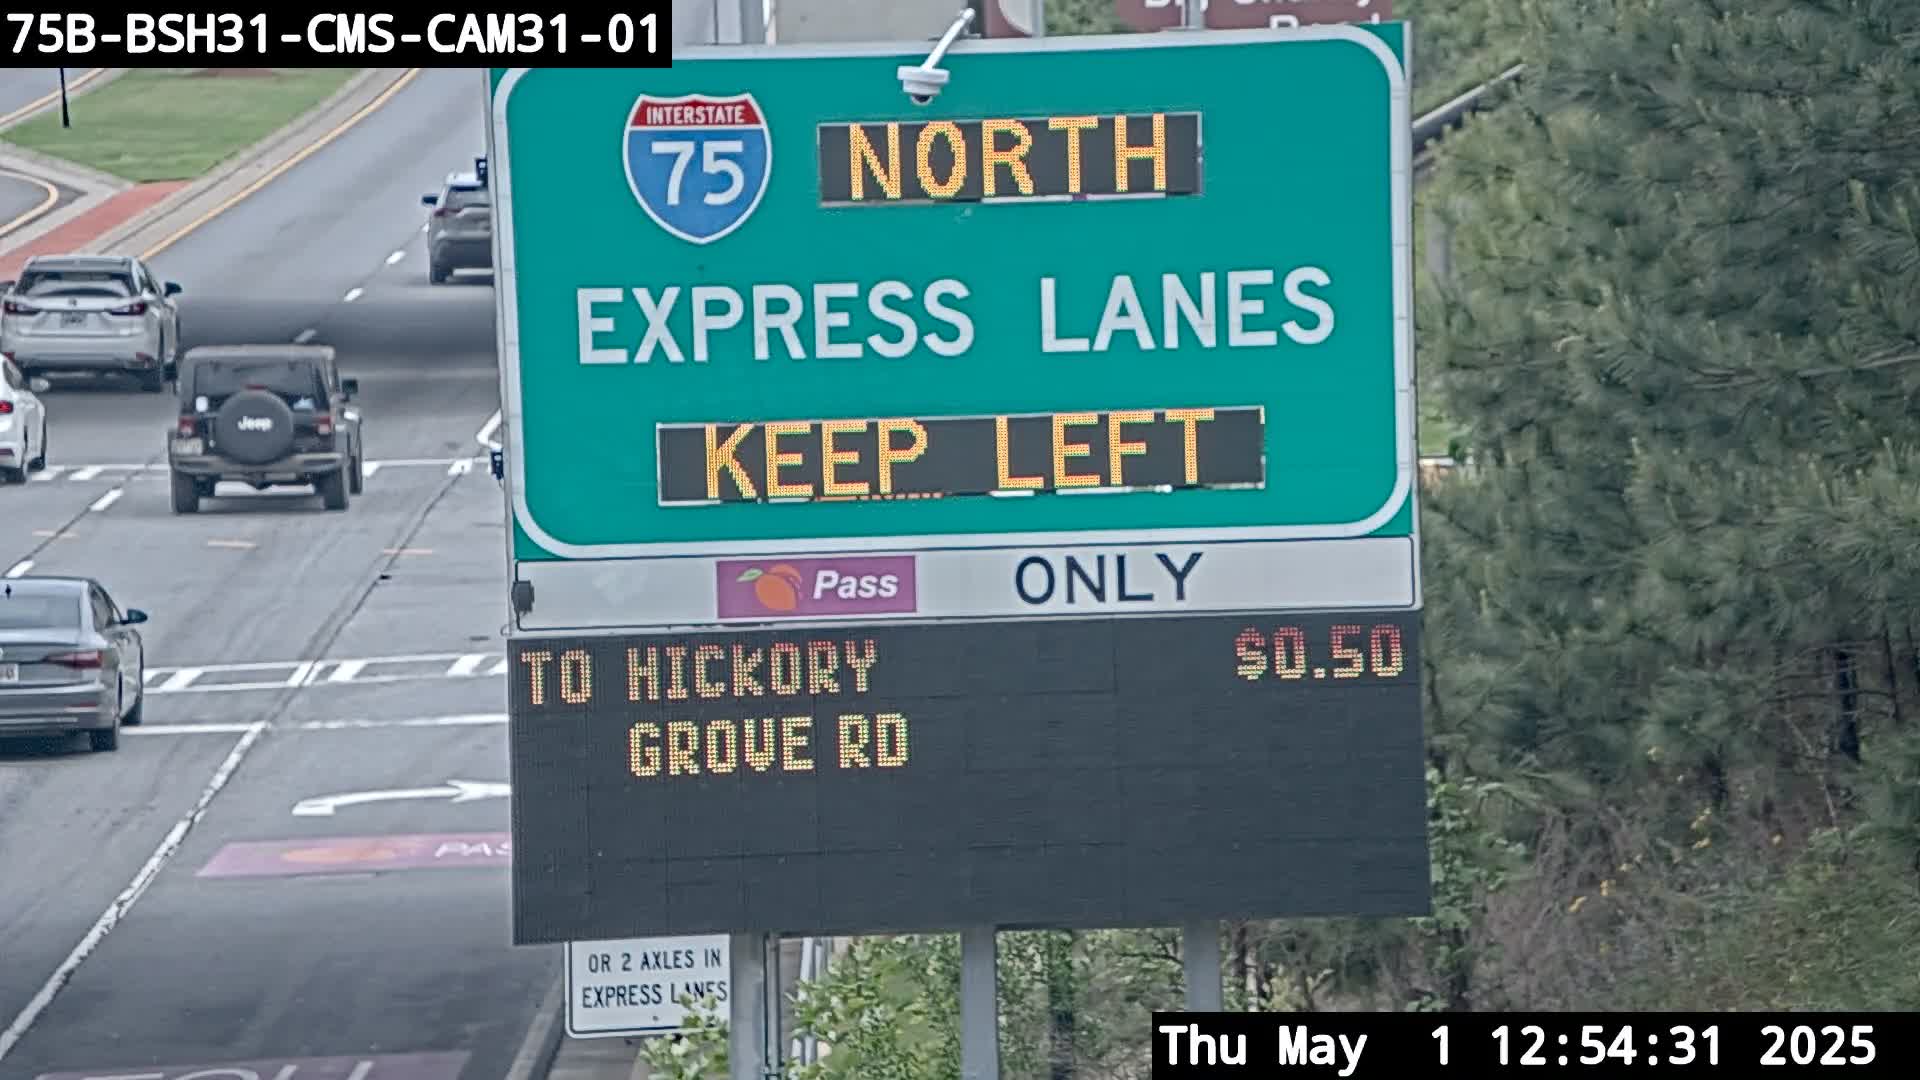 75B-BSH31-CMS-CAM31-01
INTERSTATE
75
NORTH
EXPRESS LANES
KEEP LEFT
Pass
ONLY
TO HICKORY $0.50
GROVE RD
Jeep
OR 2 AXLES IN
EXPRESS LANES
Thu May 1 12:54:31 2025